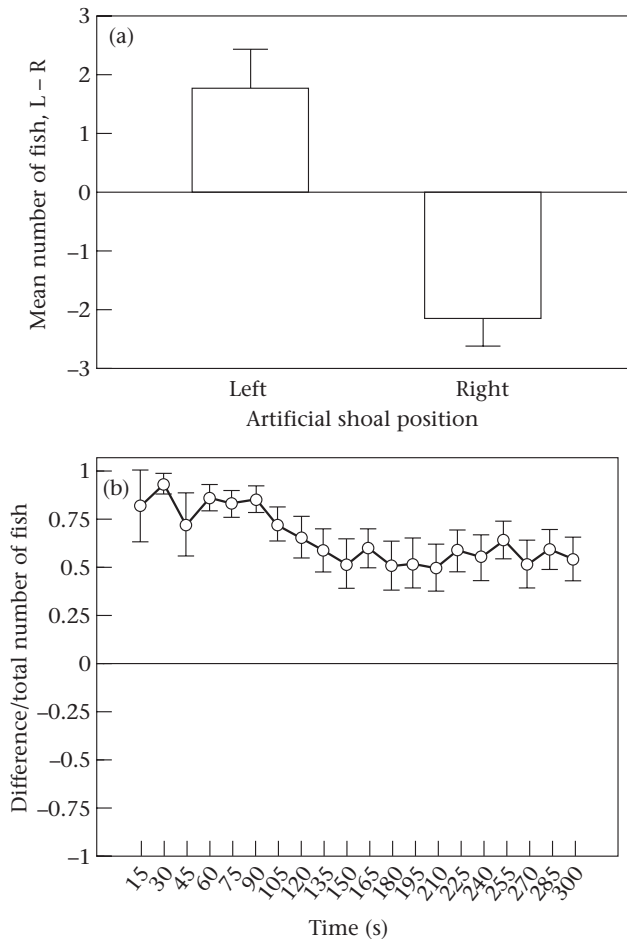 (a)
Mean number of fish, L – R
3
2
1
0
–1
–2
–3
Left Right
Artificial shoal position
(b)
Difference/total number of fish
1
0.75
0.5
0.25
0
–0.25
–0.5
–0.75
–1
15 30 45 60 75 90 105 120 135 150 165 180 195 210 225 240 255 270 285 300
Time (s)